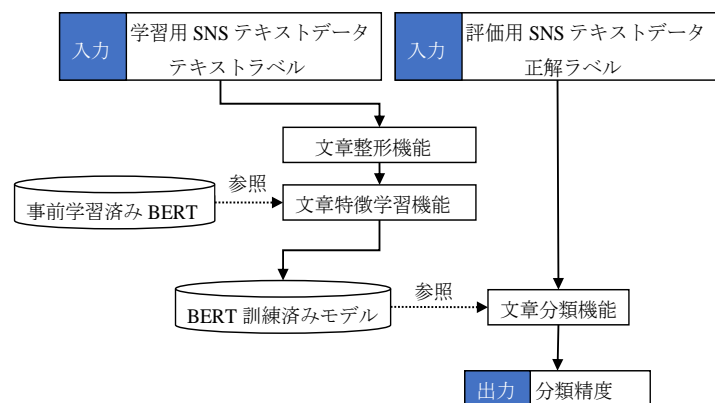 入力
学習用 SNS テキストデータ
テキストラベル
入力
評価用 SNS テキストデータ
正解ラベル
文章整形機能
参照
事前学習済み BERT
文章特徴学習機能
参照
BERT 訓練済みモデル
文章分類機能
出力
分類精度